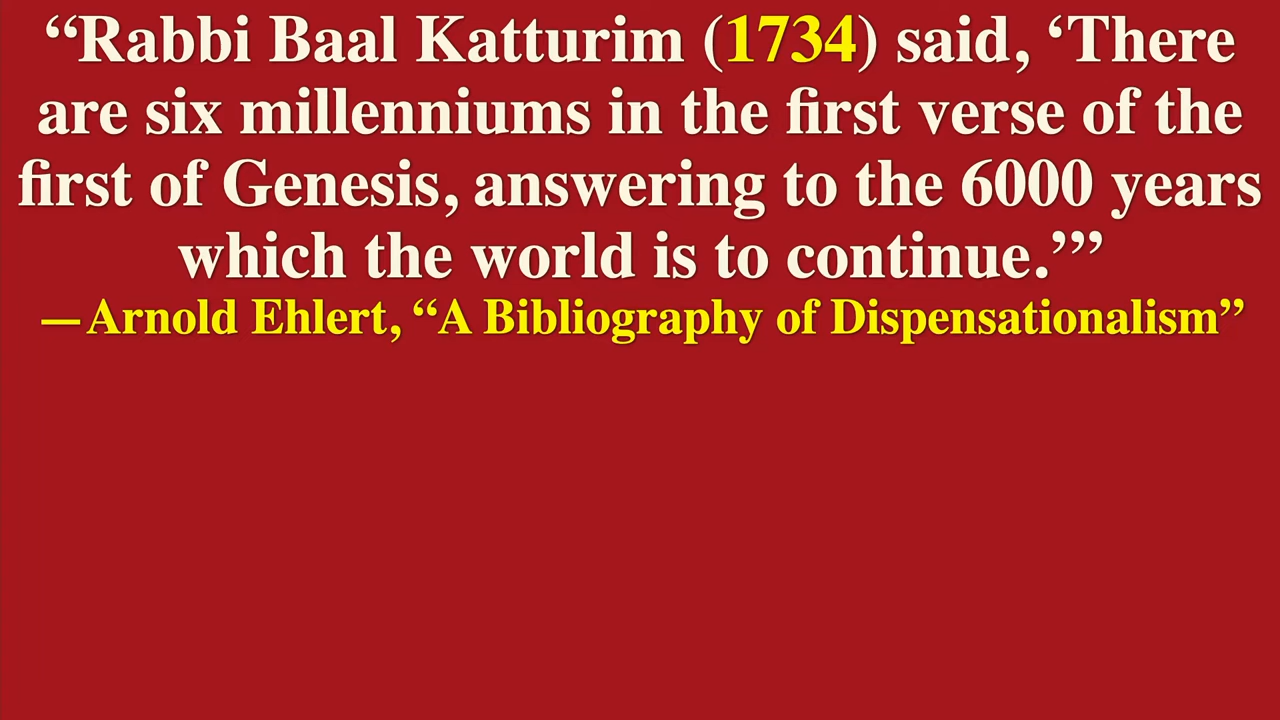 “Rabbi Baal Katturim (1734) said, ‘There
are six millenniums in the first verse of the
first of Genesis, answering to the 6000 years
which the world is to continue.’”
—Arnold Ehlert, “A Bibliography of Dispensationalism”